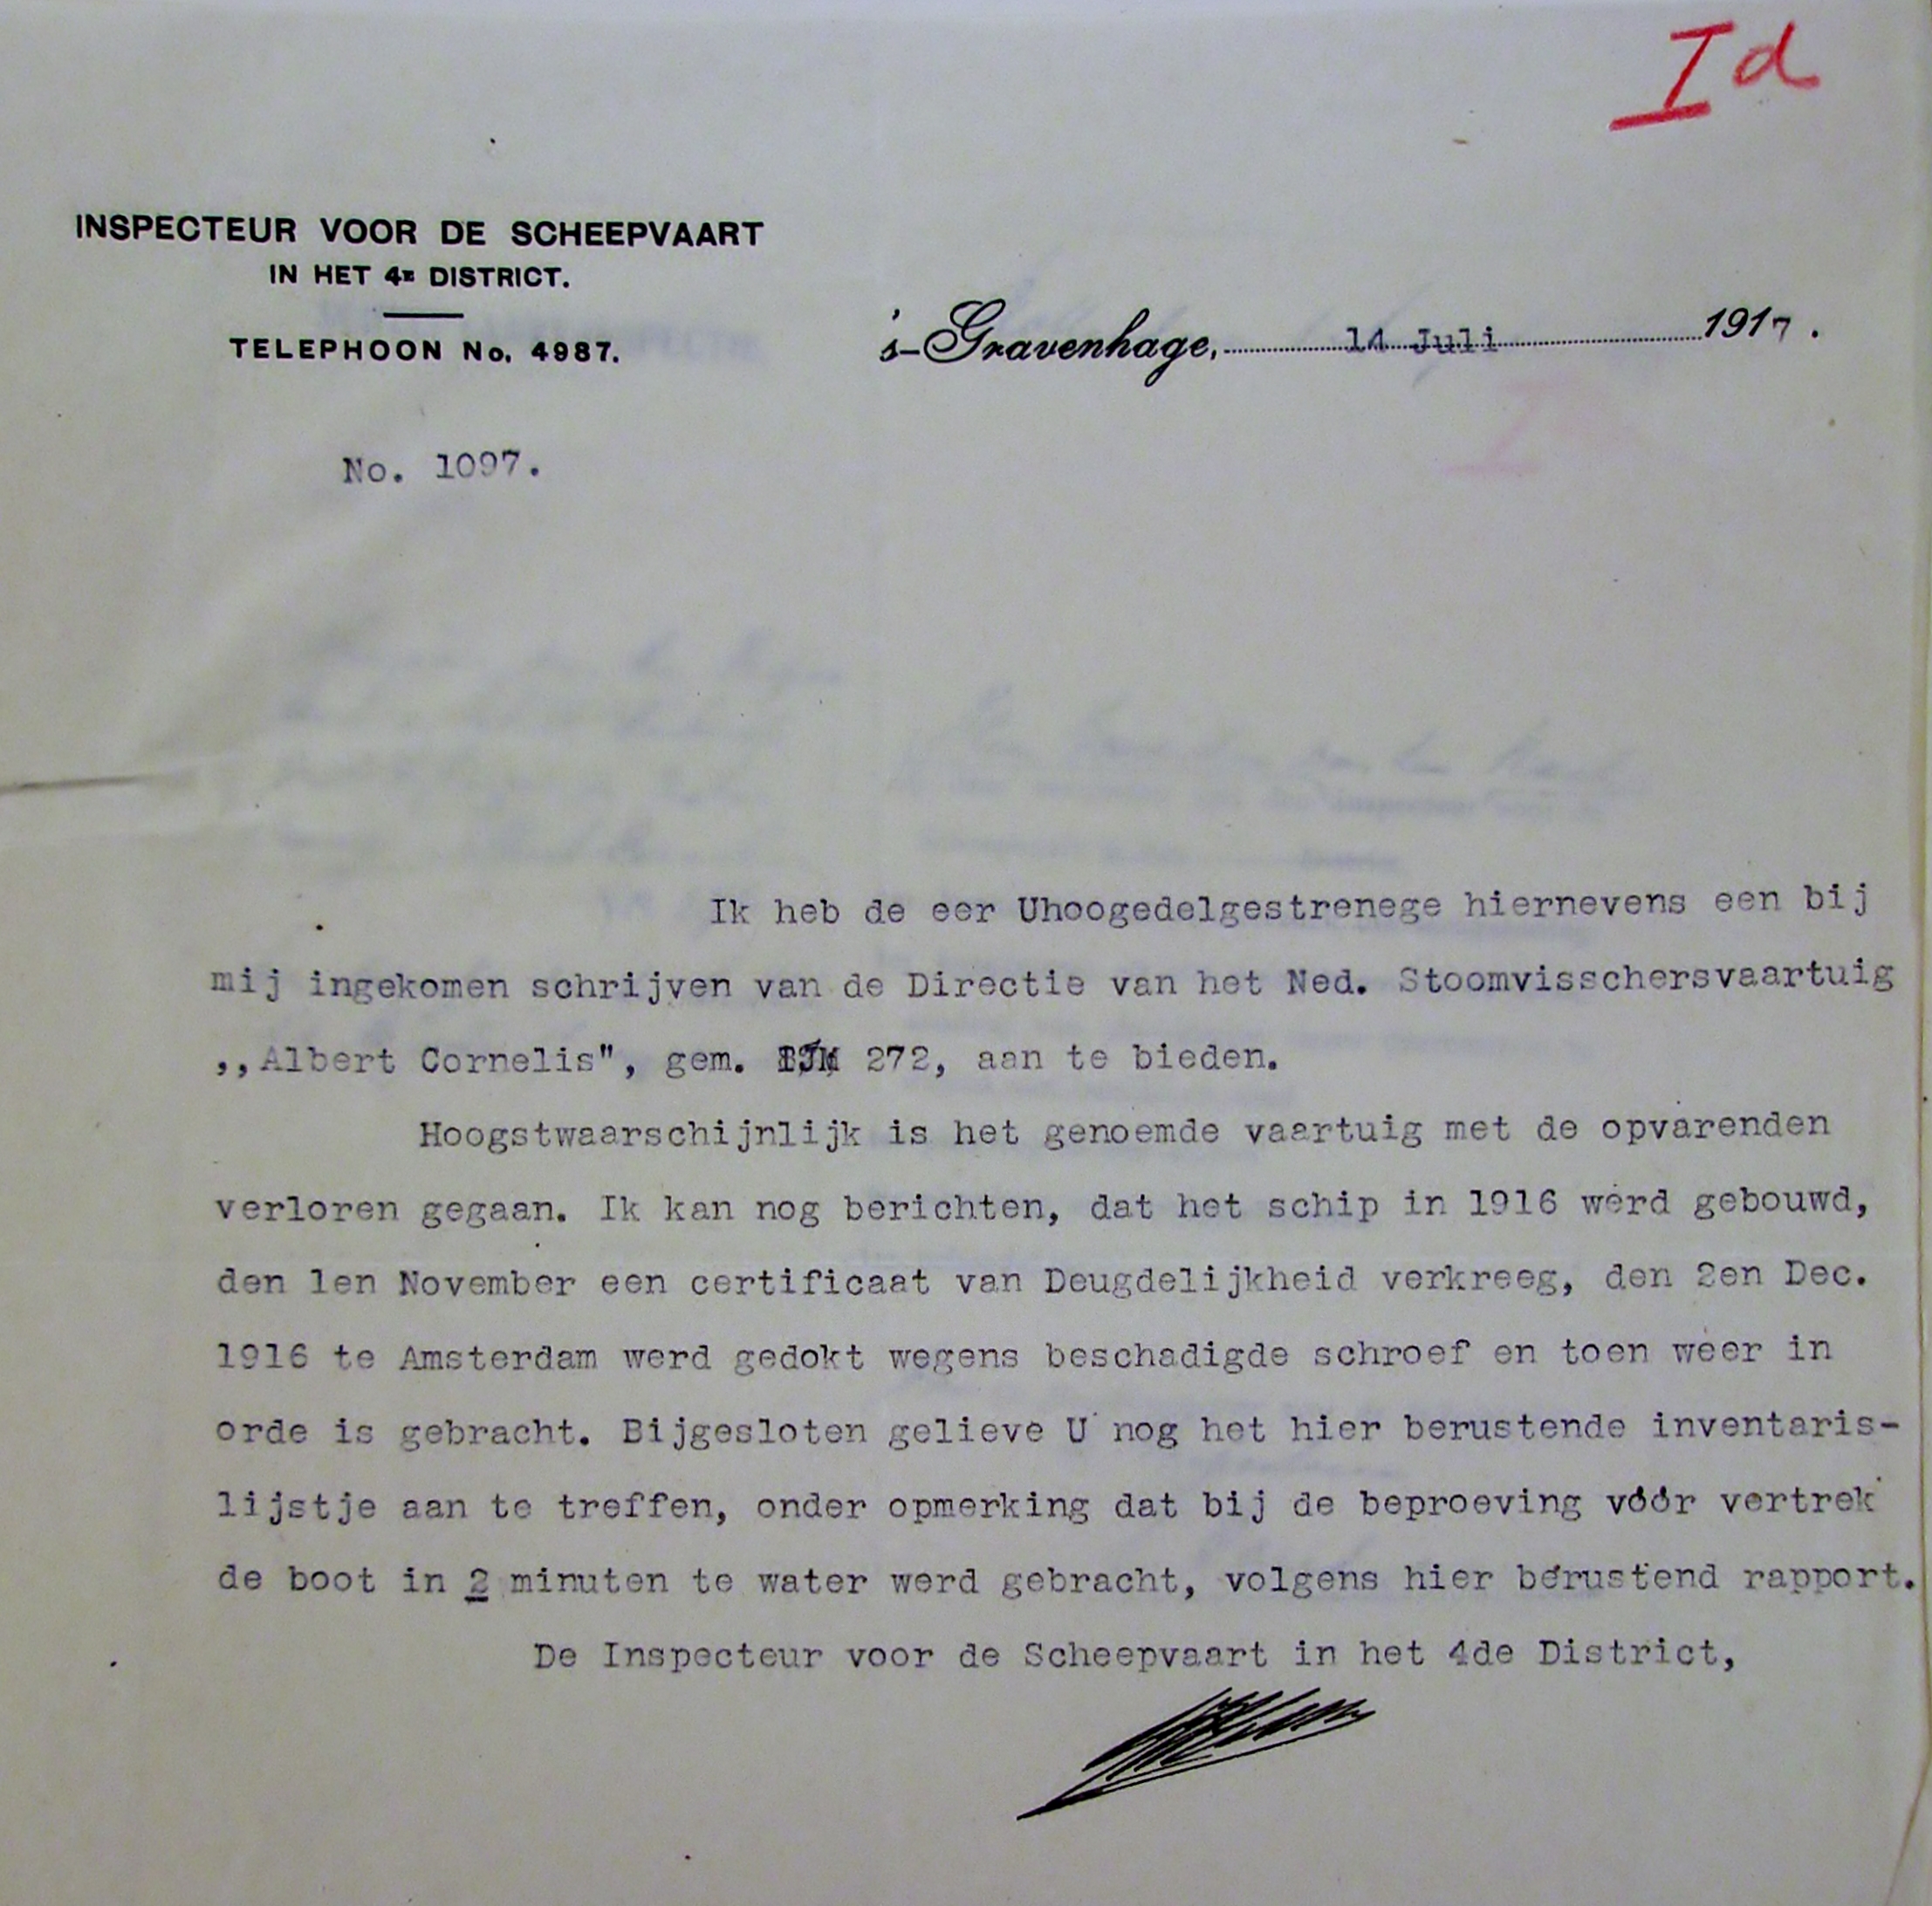 Id
INSPECTEUR VOOR DE SCHEEPVAART
IN HET 4E DISTRICT.
TELEPHOON No. 4987.
's-Gravenhage, 14 Juli 1917.
No. 1097.
Ik heb de eer Uhoogedelgestrenege hiernevens een bij
mij ingekomen schrijven van de Directie van het Ned. Stoomvisschersvaartuig
,,Albert Cornelis", gem. IJM 272, aan te bieden.
Hoogstwaarschijnlijk is het genoemde vaartuig met de opvarenden
verloren gegaan. Ik kan nog berichten, dat het schip in 1916 werd gebouwd,
den 1en November een certificaat van Deugdelijkheid verkreeg, den 2en Dec.
1916 te Amsterdam werd gedokt wegens beschadigde schroef en toen weer in
orde is gebracht. Bijgesloten gelieve U nog het hier berustende inventaris-
lijstje aan te treffen, onder opmerking dat bij de beproeving vóór vertrek
de boot in 2 minuten te water werd gebracht, volgens hier berustend rapport.
De Inspecteur voor de Scheepvaart in het 4de District,